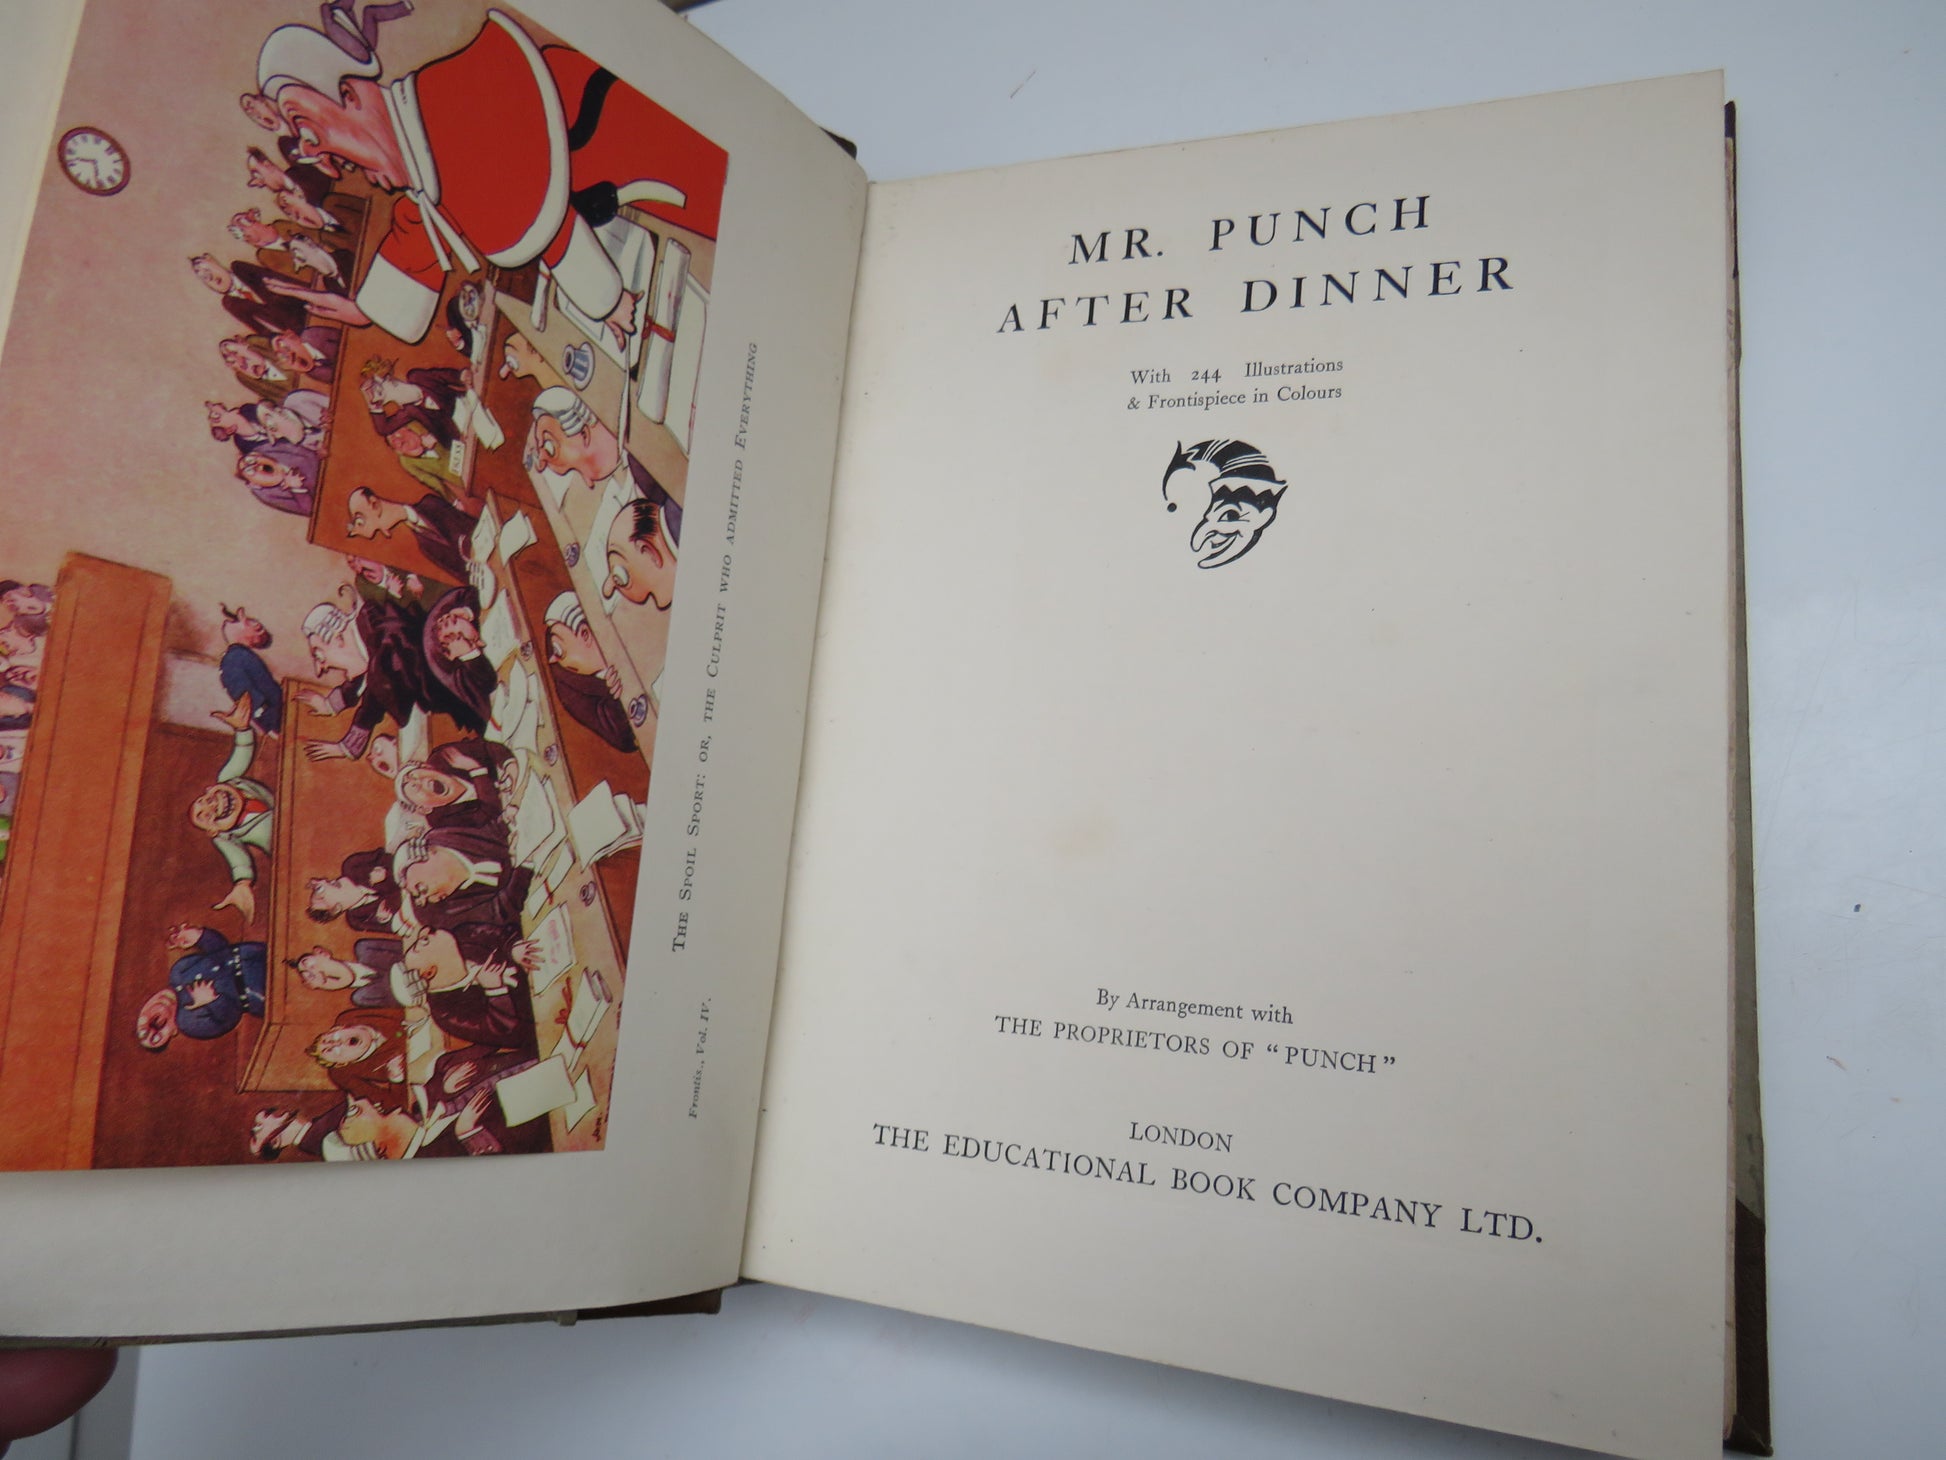 THE SPOIL SPORT: OR, THE CULPRIT WHO ADMITTED EVERYTHING
Frontis., Vol. IV.
PRESS
MR. PUNCH
AFTER DINNER
With 244 Illustrations
& Frontispiece in Colours
By Arrangement with
THE PROPRIETORS OF “PUNCH”
LONDON
THE EDUCATIONAL BOOK COMPANY LTD.